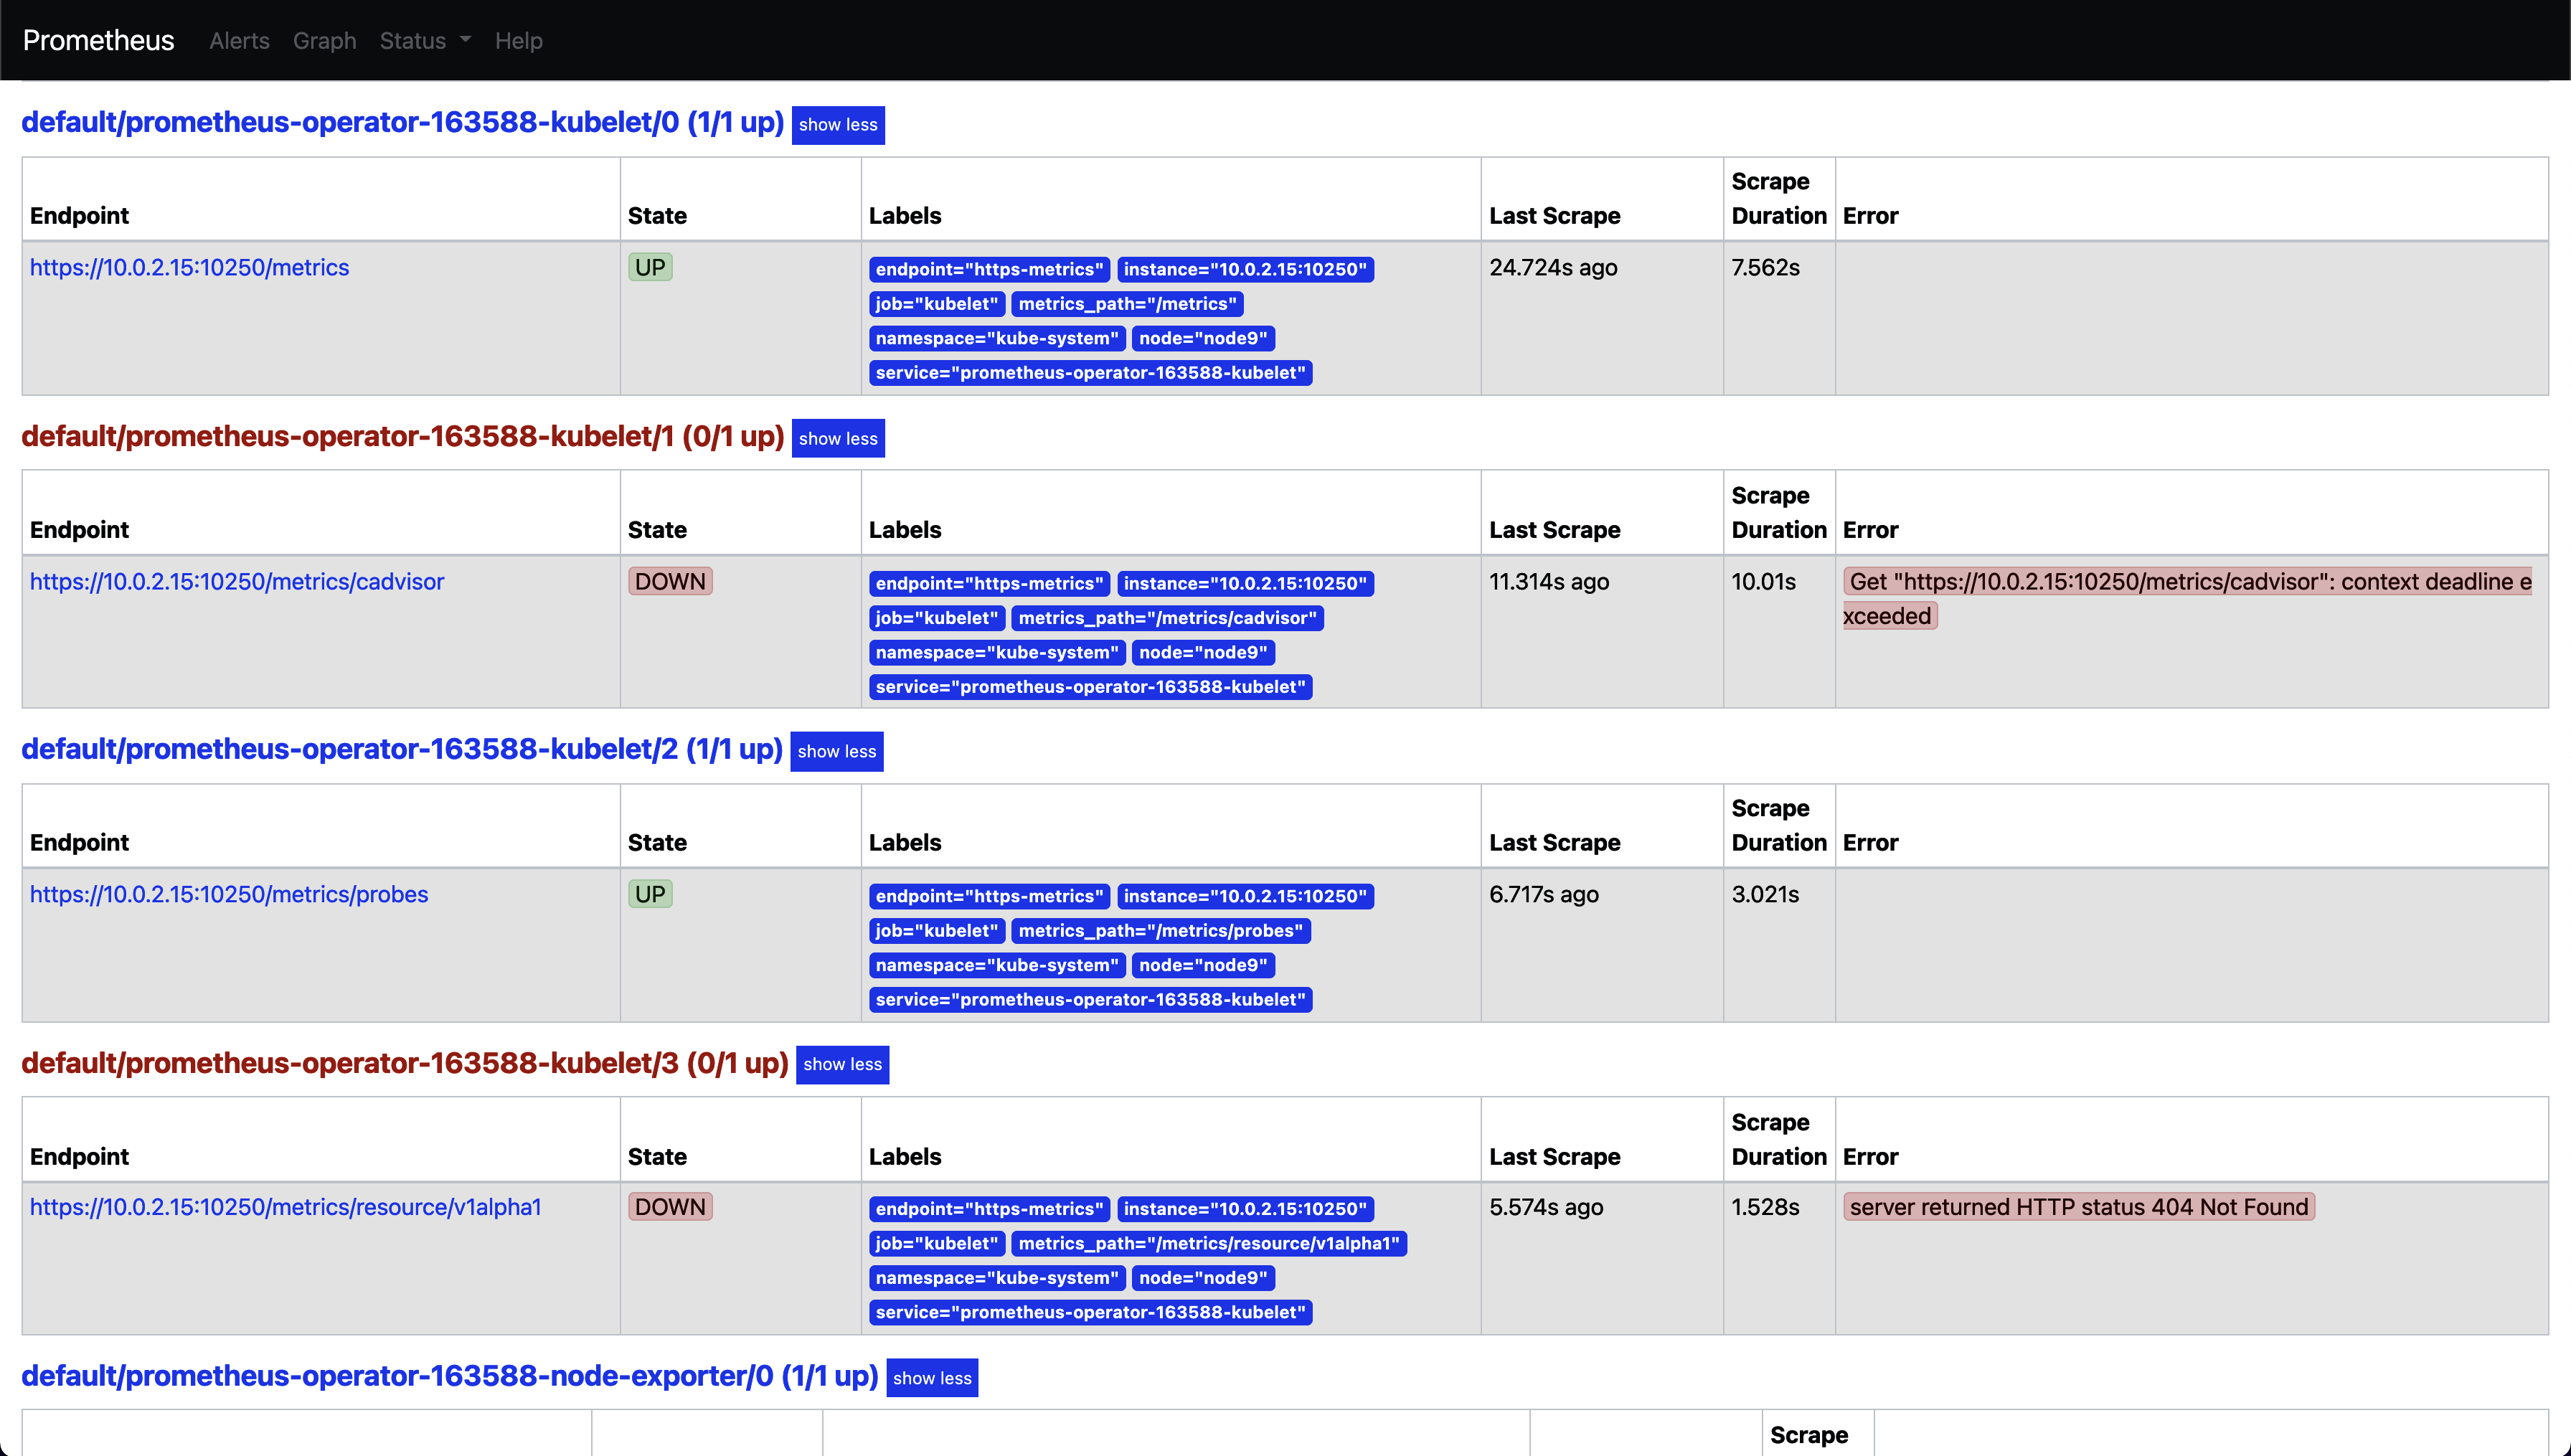 Prometheus Alerts Graph Status Help
default/prometheus-operator-163588-kubelet/0 (1/1 up) show less
Scrape
Endpoint State Labels Last Scrape Duration Error
https://10.0.2.15:10250/metrics UP endpoint="https-metrics" instance="10.0.2.15:10250" 24.724s ago 7.562s
job="kubelet" metrics_path="/metrics"
namespace="kube-system" node="node9"
service="prometheus-operator-163588-kubelet"
default/prometheus-operator-163588-kubelet/1 (0/1 up) show less
Scrape
Endpoint State Labels Last Scrape Duration Error
https://10.0.2.15:10250/metrics/cadvisor DOWN endpoint="https-metrics" instance="10.0.2.15:10250" 11.314s ago 10.01s Get "https://10.0.2.15:10250/metrics/cadvisor": context deadline e
job="kubelet" metrics_path="/metrics/cadvisor" xceeded
namespace="kube-system" node="node9"
service="prometheus-operator-163588-kubelet"
default/prometheus-operator-163588-kubelet/2 (1/1 up) show less
Scrape
Endpoint State Labels Last Scrape Duration Error
https://10.0.2.15:10250/metrics/probes UP endpoint="https-metrics" instance="10.0.2.15:10250" 6.717s ago 3.021s
job="kubelet" metrics_path="/metrics/probes"
namespace="kube-system" node="node9"
service="prometheus-operator-163588-kubelet"
default/prometheus-operator-163588-kubelet/3 (0/1 up) show less
Scrape
Endpoint State Labels Last Scrape Duration Error
https://10.0.2.15:10250/metrics/resource/v1alpha1 DOWN endpoint="https-metrics" instance="10.0.2.15:10250" 5.574s ago 1.528s server returned HTTP status 404 Not Found
job="kubelet" metrics_path="/metrics/resource/v1alpha1"
namespace="kube-system" node="node9"
service="prometheus-operator-163588-kubelet"
default/prometheus-operator-163588-node-exporter/0 (1/1 up) show less
Scrape